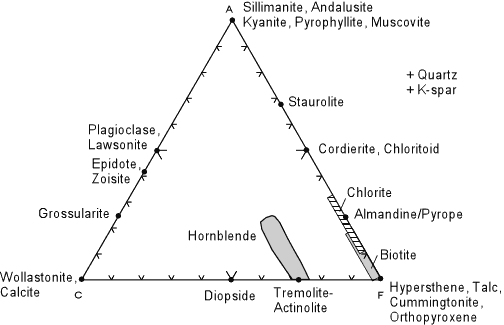 A
Sillimanite, Andalusite
Kyanite, Pyrophyllite, Muscovite
+ Quartz
+ K-spar
Staurolite
Plagioclase,
Lawsonite
Cordierite, Chloritoid
Epidote,
Zoisite
Chlorite
Grossularite
Almandine/Pyrope
Hornblende
Biotite
Wollastonite,
Calcite
C
Diopside
Tremolite-
Actinolite
F
Hypersthene, Talc,
Cummingtonite,
Orthopyroxene